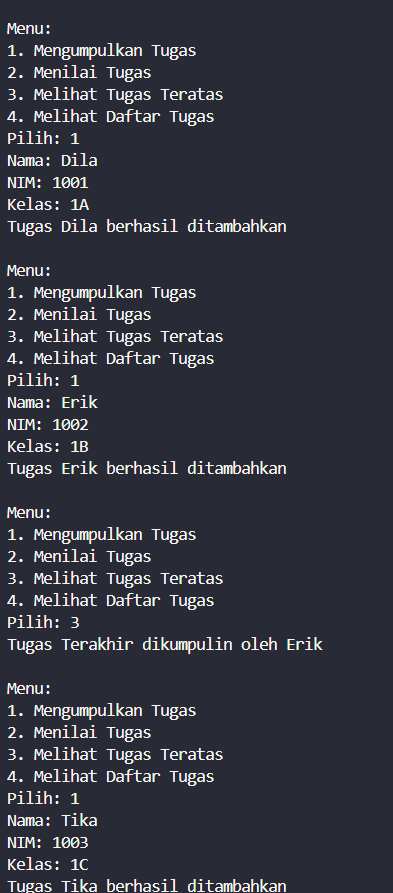 Menu:
1. Mengumpulkan Tugas
2. Menilai Tugas
3. Melihat Tugas Teratas
4. Melihat Daftar Tugas
Pilih: 1
Nama: Dila
NIM: 1001
Kelas: 1A
Tugas Dila berhasil ditambahkan

Menu:
1. Mengumpulkan Tugas
2. Menilai Tugas
3. Melihat Tugas Teratas
4. Melihat Daftar Tugas
Pilih: 1
Nama: Erik
NIM: 1002
Kelas: 1B
Tugas Erik berhasil ditambahkan

Menu:
1. Mengumpulkan Tugas
2. Menilai Tugas
3. Melihat Tugas Teratas
4. Melihat Daftar Tugas
Pilih: 3
Tugas Terakhir dikumpulin oleh Erik

Menu:
1. Mengumpulkan Tugas
2. Menilai Tugas
3. Melihat Tugas Teratas
4. Melihat Daftar Tugas
Pilih: 1
Nama: Tika
NIM: 1003
Kelas: 1C
Tugas Tika berhasil ditambahkan